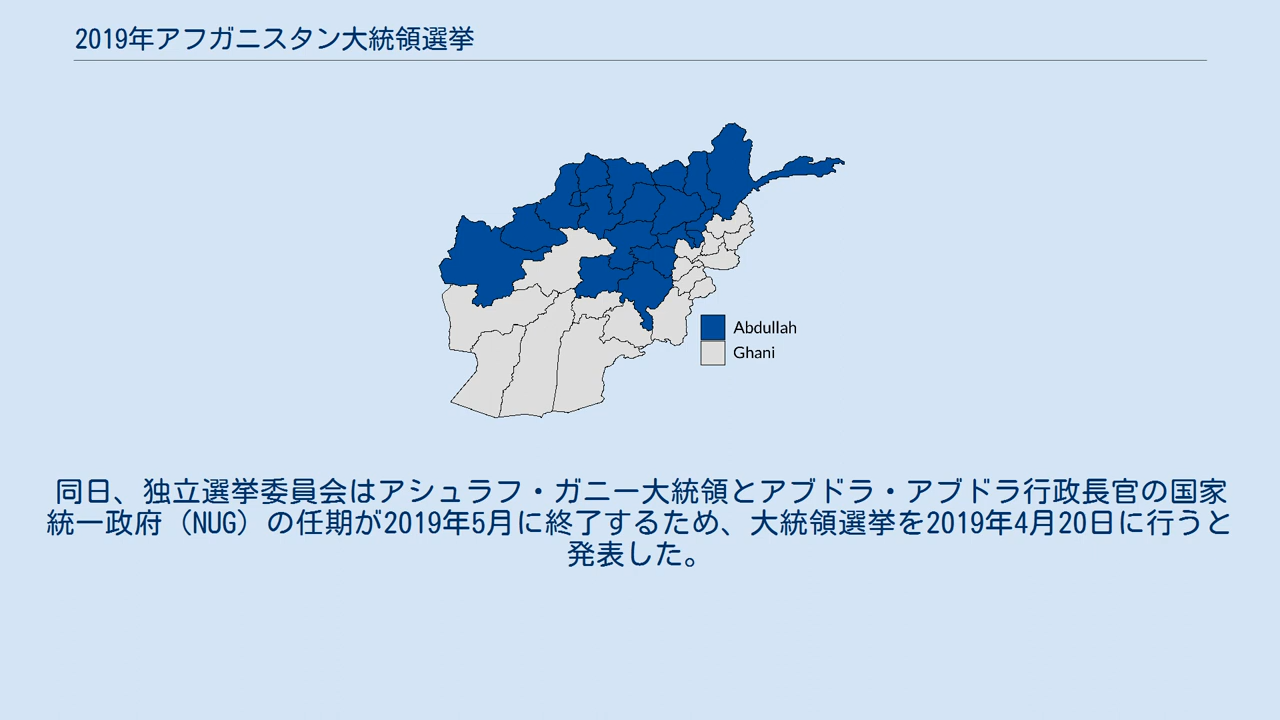 2019年アフガニスタン大統領選挙
Abdullah
Ghani
同日、独立選挙委員会はアシュラフ・ガニー大統領とアブドラ・アブドラ行政長官の国家
統一政府（NUG）の任期が2019年5月に終了するため、大統領選挙を2019年4月20日に行うと
発表した。